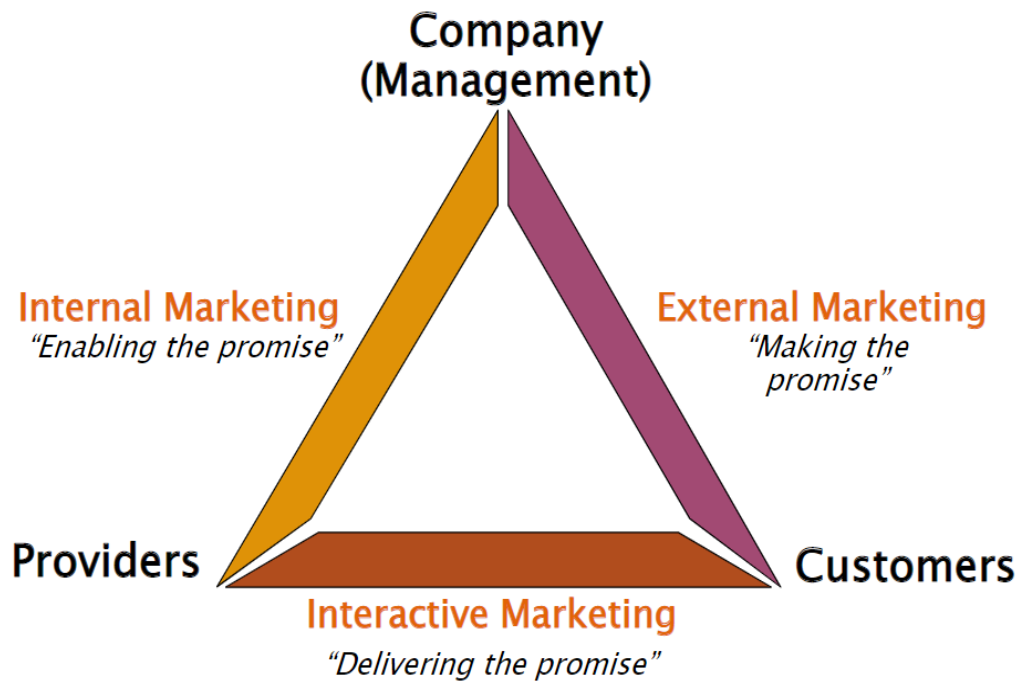 Company
(Management)
Internal Marketing
“Enabling the promise”
External Marketing
“Making the
promise”
Providers
Customers
Interactive Marketing
“Delivering the promise”